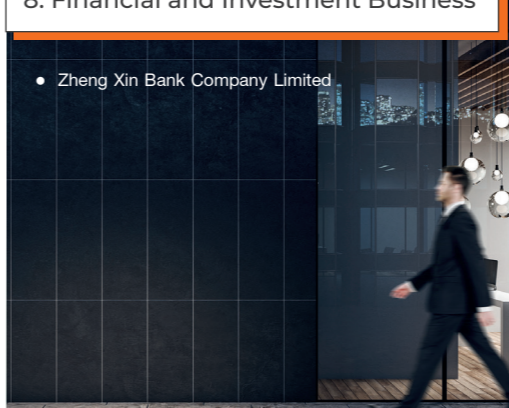 8. Financial and Investment Business
● Zheng Xin Bank Company Limited